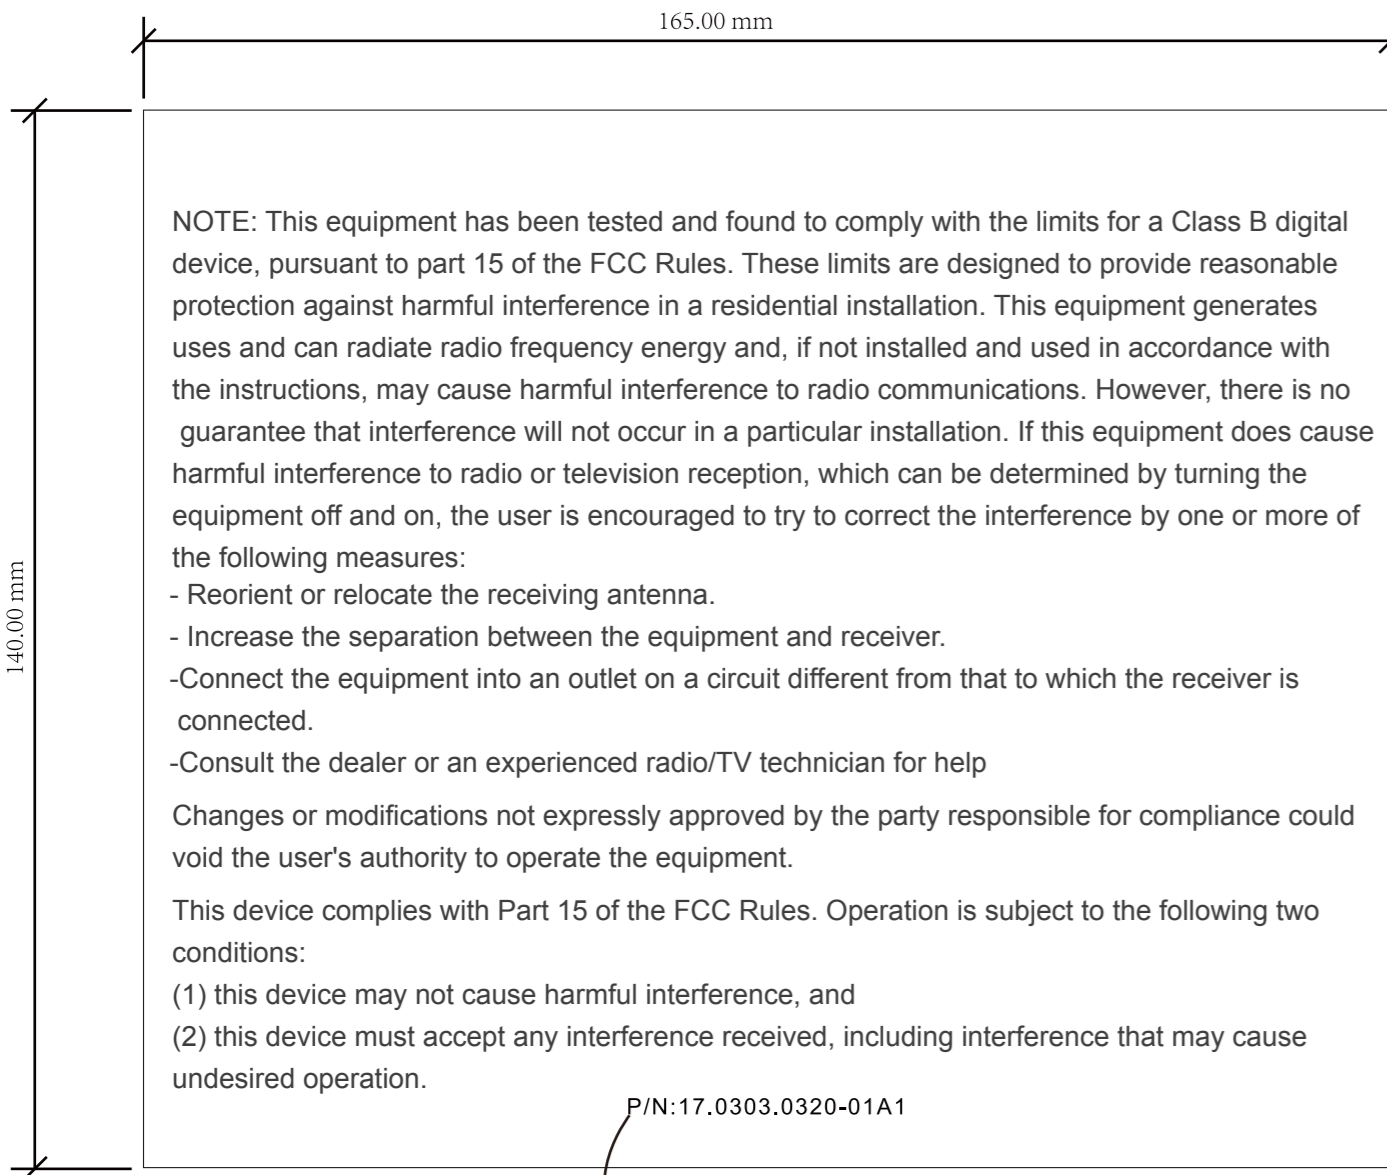 165.00 mm
140.00 mm
NOTE: This equipment has been tested and found to comply with the limits for a Class B digital
device, pursuant to part 15 of the FCC Rules. These limits are designed to provide reasonable
protection against harmful interference in a residential installation. This equipment generates
uses and can radiate radio frequency energy and, if not installed and used in accordance with
the instructions, may cause harmful interference to radio communications. However, there is no
guarantee that interference will not occur in a particular installation. If this equipment does cause
harmful interference to radio or television reception, which can be determined by turning the
equipment off and on, the user is encouraged to try to correct the interference by one or more of
the following measures:
- Reorient or relocate the receiving antenna.
- Increase the separation between the equipment and receiver.
-Connect the equipment into an outlet on a circuit different from that to which the receiver is
connected.
-Consult the dealer or an experienced radio/TV technician for help
Changes or modifications not expressly approved by the party responsible for compliance could
void the user's authority to operate the equipment.
This device complies with Part 15 of the FCC Rules. Operation is subject to the following two
conditions:
(1) this device may not cause harmful interference, and
(2) this device must accept any interference received, including interference that may cause
undesired operation.
P/N:17.0303.0320-01A1